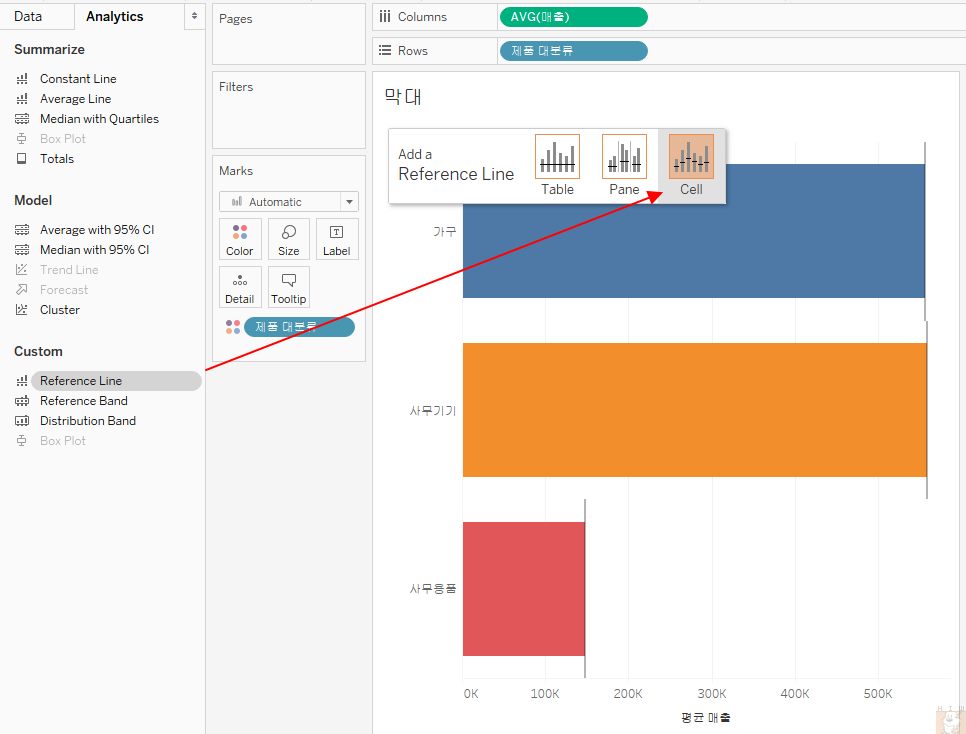 Data
Analytics
Summarize
Constant Line
Average Line
Median with Quartiles
Box Plot
Totals
Model
Average with 95% CI
Median with 95% CI
Trend Line
Forecast
Cluster
Custom
Reference Line
Reference Band
Distribution Band
Box Plot
Pages
Filters
Marks
Automatic
Color
Size
Label
Detail
Tooltip
제품 대분류
Columns
AVG(매출)
Rows
제품 대분류
막대
Add a
Reference Line
Table
Pane
Cell
가구
사무기기
사무용품
0K
100K
200K
300K
400K
500K
평균 매출